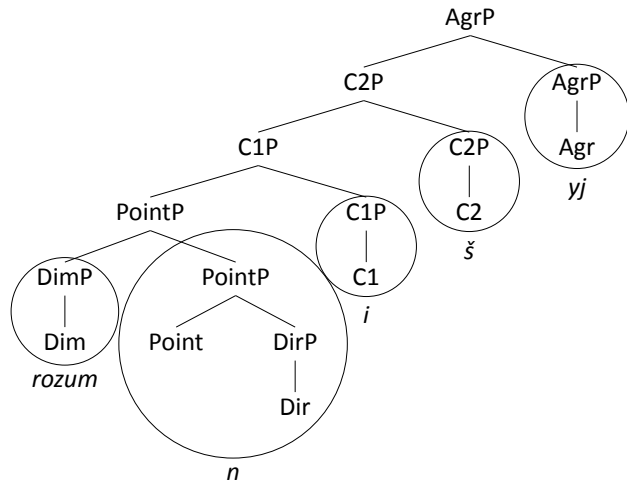 AgrP
C2P AgrP
C1P C2P Agr
PointP C1P C2 yj
DimP PointP C1 š
Dim Point DirP i
rozum Dir
n